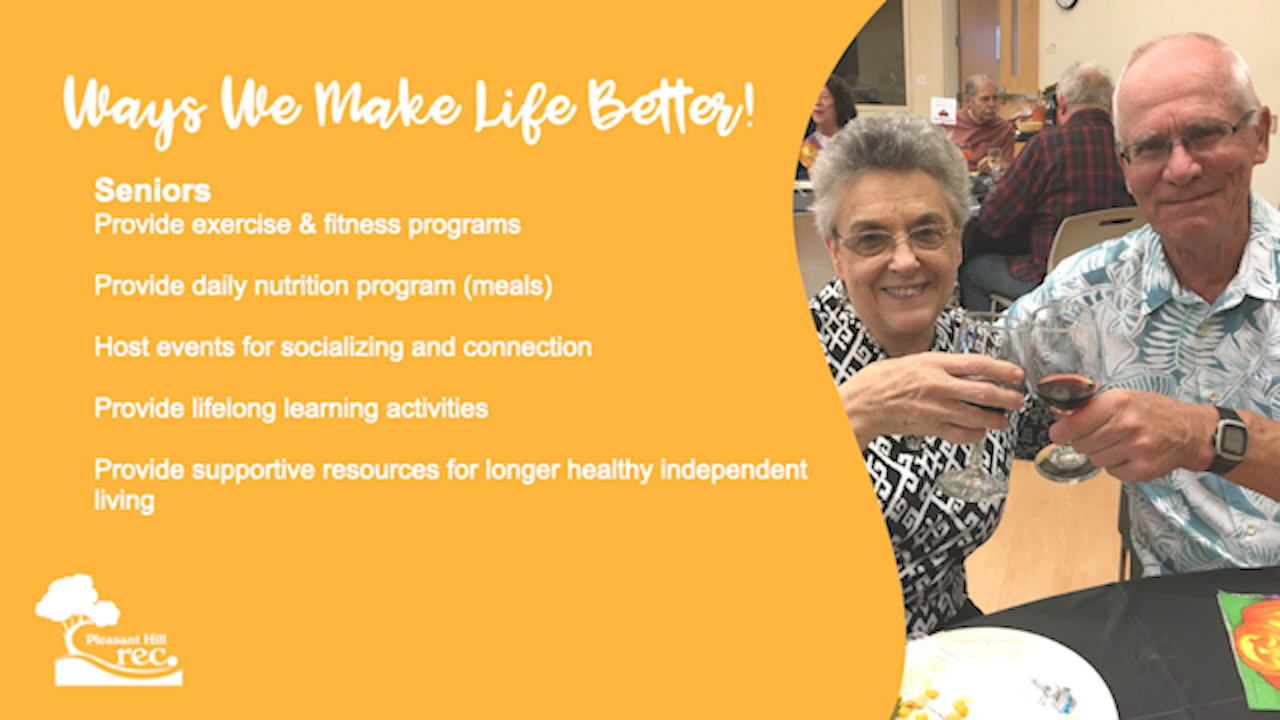 Ways We Make Life Better!
Seniors
Provide exercise & fitness programs
Provide daily nutrition program (meals)
Host events for socializing and connection
Provide lifelong learning activities
Provide supportive resources for longer healthy independent
living
Pleasant Hill
rec.